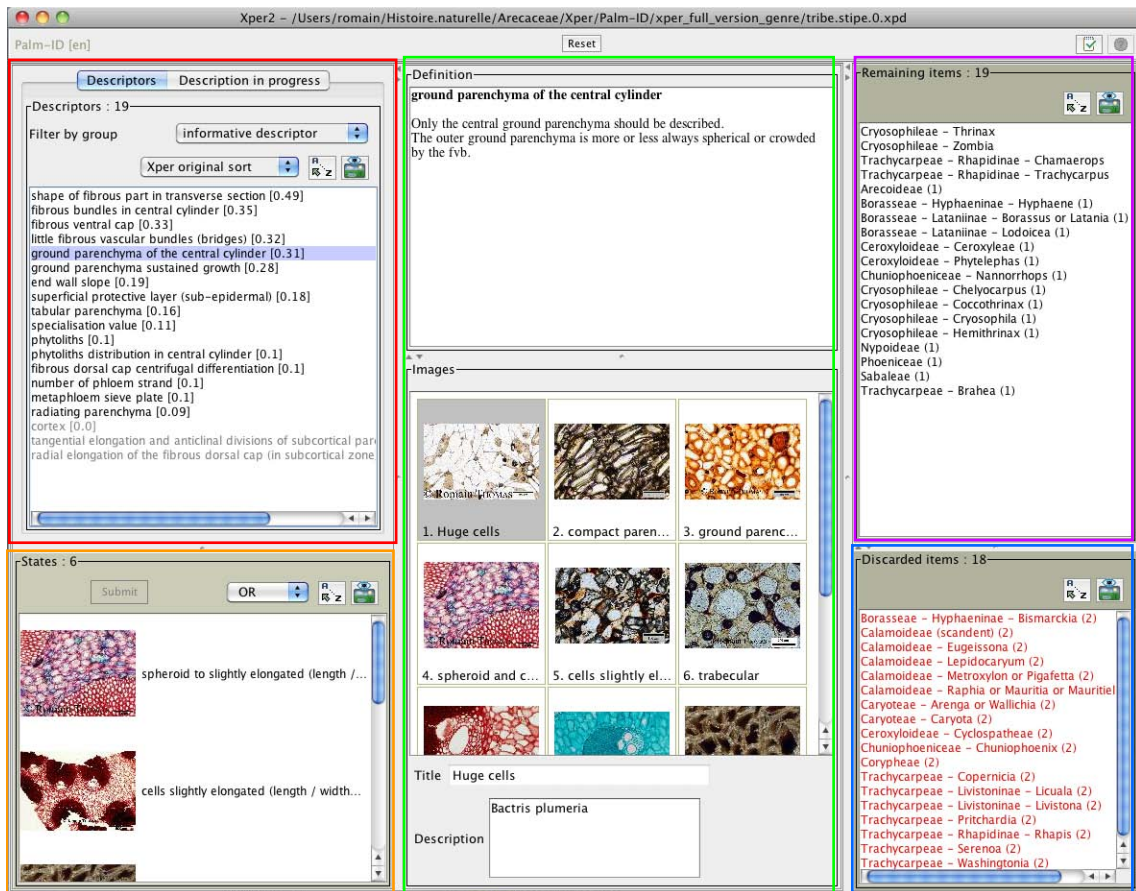 Xper2 - /Users/romain/Histoire.naturelle/Arecaceae/Xper/Palm-ID/xper_full_version_genre/tribe.stipe.0.xpd
Palm-ID [en]
Reset
Descriptors
Description in progress
Descriptors : 19
Filter by group
informative descriptor
Xper original sort
shape of fibrous part in transverse section [0.49]
fibrous bundles in central cylinder [0.35]
fibrous ventral cap [0.33]
little fibrous vascular bundles (bridges) [0.32]
ground parenchyma of the central cylinder [0.31]
ground parenchyma sustained growth [0.28]
end wall slope [0.19]
superficial protective layer (sub-epidermal) [0.18]
tabular parenchyma [0.16]
specialisation value [0.11]
phytoliths [0.1]
phytoliths distribution in central cylinder [0.1]
fibrous dorsal cap centrifugal differentiation [0.1]
number of phloem strand [0.1]
metaphloem sieve plate [0.1]
radiating parenchyma [0.09]
cortex [0.0]
tangential elongation and anticlinal divisions of subcortical par
radial elongation of the fibrous dorsal cap (in subcortical zone
States : 6
Submit
OR
spheroid to slightly elongated (length /...
cells slightly elongated (length / width...
Definition
ground parenchyma of the central cylinder
Only the central ground parenchyma should be described.
The outer ground parenchyma is more or less always spherical or crowded
by the fvb.
Images
© Romain THOMAS
1. Huge cells
2. compact paren...
3. ground parenc...
4. spheroid and c...
5. cells slightly el...
6. trabecular
Title
Huge cells
Description
Bactris plumeria
Remaining items : 19
Cryosophileae - Thrinax
Cryosophileae - Zombia
Trachycarpeae - Rhapidinae - Chamaerops
Trachycarpeae - Rhapidinae - Trachycarpus
Arecoideae (1)
Borasseae - Hyphaeninae - Hyphaene (1)
Borasseae - Lataniinae - Borassus or Latania (1)
Borasseae - Lataniinae - Lodoicea (1)
Ceroxyloideae - Ceroxyleae (1)
Ceroxyloideae - Phytelephas (1)
Chuniophoeniceae - Nannorrhops (1)
Cryosophileae - Chelyocarpus (1)
Cryosophileae - Coccothrinax (1)
Cryosophileae - Cryosophila (1)
Cryosophileae - Hemithrinax (1)
Nypoideae (1)
Phoeniceae (1)
Sabaleae (1)
Trachycarpeae - Brahea (1)
Discarded items : 18
Borasseae - Hyphaeninae - Bismarckia (2)
Calamoideae (scandent) (2)
Calamoideae - Eugeissona (2)
Calamoideae - Lepidocaryum (2)
Calamoideae - Metroxylon or Pigafetta (2)
Calamoideae - Raphia or Mauritia or Mauritiel
Caryoteae - Arenga or Wallichia (2)
Caryoteae - Caryota (2)
Ceroxyloideae - Cyclospatheae (2)
Chuniophoeniceae - Chuniophoenix (2)
Corypheae (2)
Trachycarpeae - Copernicia (2)
Trachycarpeae - Livistoninae - Licuala (2)
Trachycarpeae - Livistoninae - Livistona (2)
Trachycarpeae - Pritchardia (2)
Trachycarpeae - Rhapidinae - Rhapis (2)
Trachycarpeae - Serenoa (2)
Trachycarpeae - Washingtonia (2)